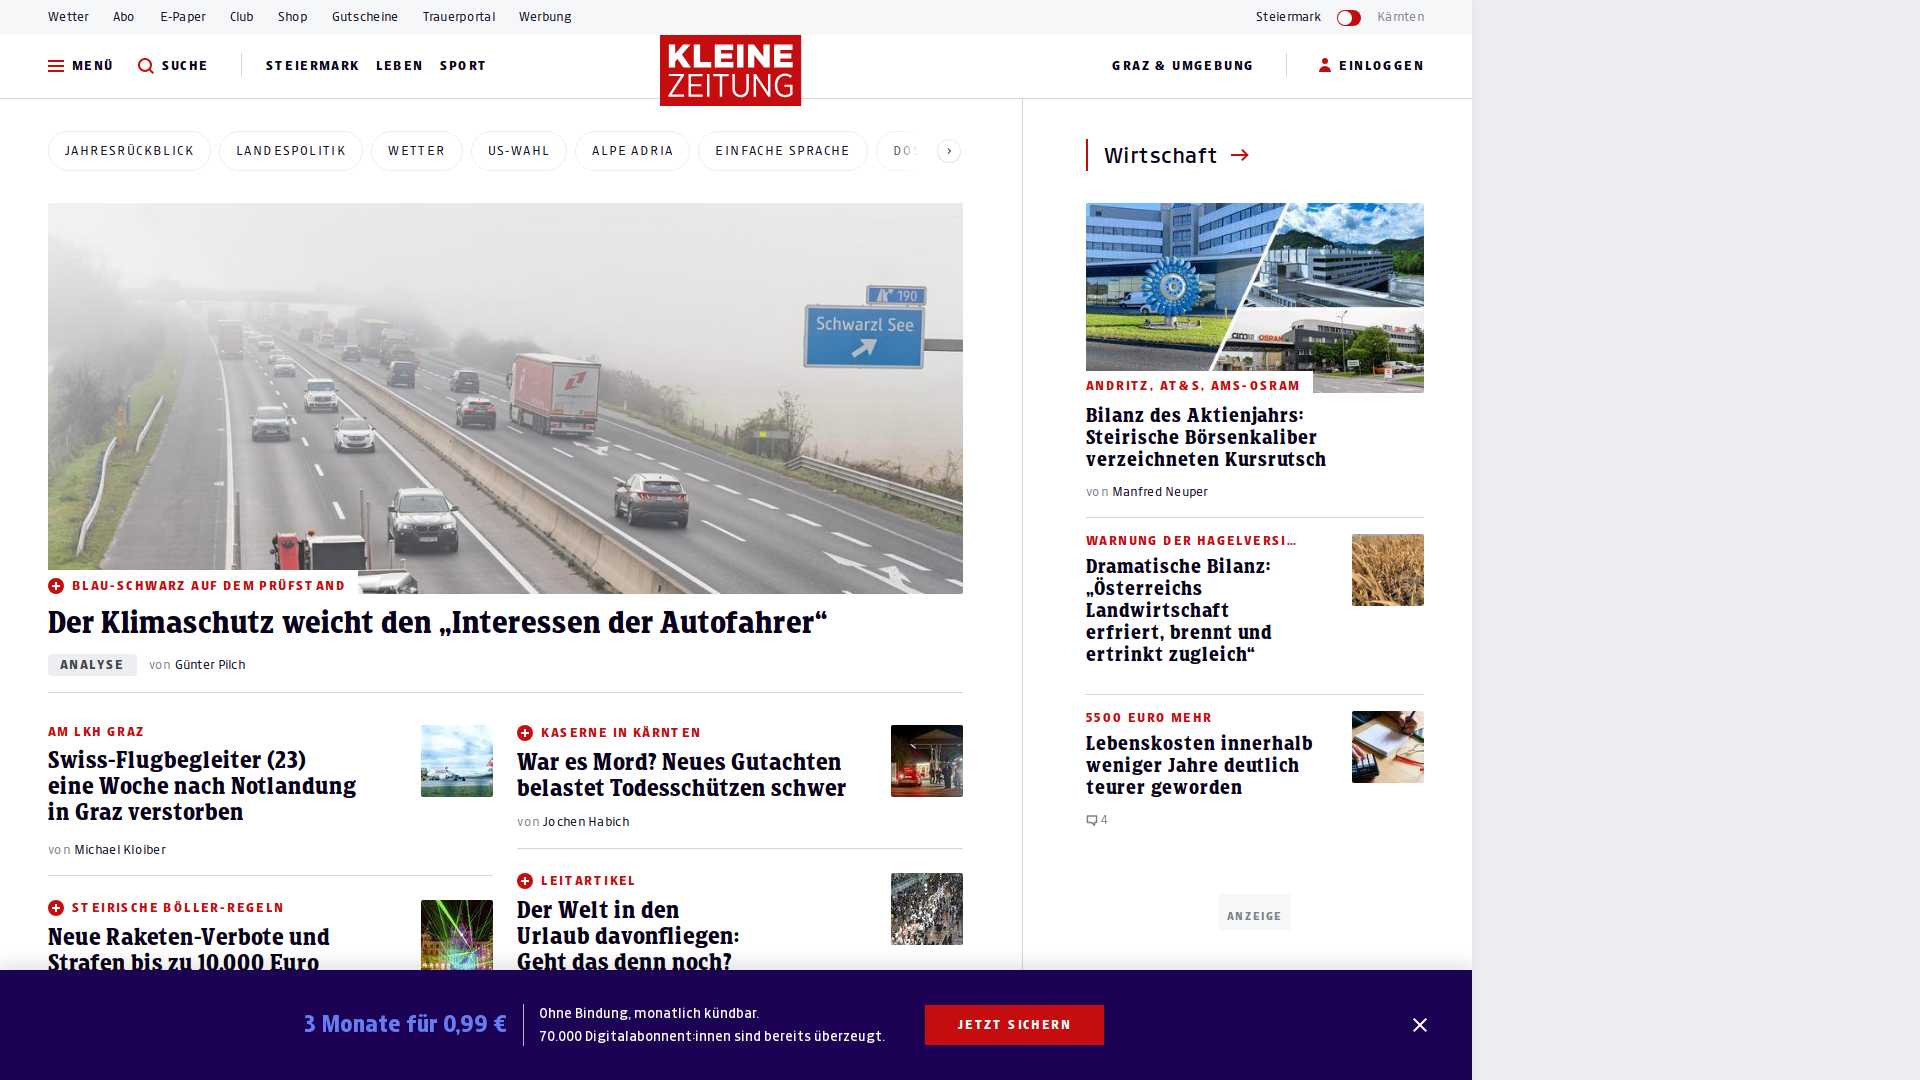 Wetter Abo E-Paper Club Shop Gutscheine Trauerportal Werbung Steiermark Kärnten
MENÜ SUCHE STEIERMARK LEBEN SPORT
KLEINE
ZEITUNG
GRAZ & UMGEBUNG EINLOGGEN
JAHRESRÜCKBLICK LANDESPOLITIK WETTER US-WAHL ALPE ADRIA EINFACHE SPRACHE
190
Schwarzl See
BLAU-SCHWARZ AUF DEM PRÜFSTAND
Der Klimaschutz weicht den „Interessen der Autofahrer“
ANALYSE von Günter Pilch
AM LKH GRAZ
Swiss-Flugbegleiter (23)
eine Woche nach Notlandung
in Graz verstorben
von Michael Kloiber
STEIRISCHE BÖLLER-REGELN
Neue Raketen-Verbote und
Strafen bis zu 10.000 Euro
KASERNE IN KÄRNTEN
War es Mord? Neues Gutachten
belastet Todesschützen schwer
von Jochen Habich
LEITARTIKEL
Der Welt in den
Urlaub davonfliegen:
Geht das denn noch?
Wirtschaft
OSRAM
ANDRITZ, AT&S, AMS-OSRAM
Bilanz des Aktienjahrs:
Steirische Börsenkaliber
verzeichneten Kursrutsch
von Manfred Neuper
WARNUNG DER HAGELVERSI...
Dramatische Bilanz:
„Österreichs
Landwirtschaft
erfriert, brennt und
ertrinkt zugleich“
5500 EURO MEHR
Lebenskosten innerhalb
weniger Jahre deutlich
teurer geworden
4
ANZEIGE
3 Monate für 0,99 €
Ohne Bindung, monatlich kündbar.
70.000 Digitalabonnent:innen sind bereits überzeugt.
JETZT SICHERN